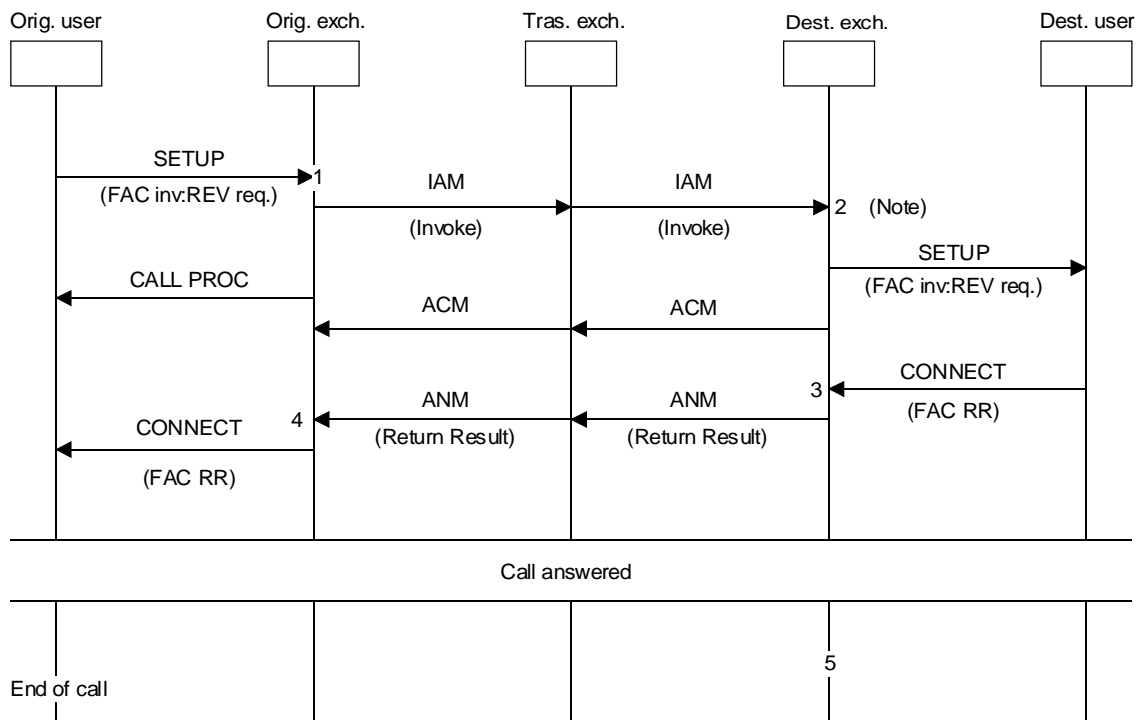 Orig. user
Orig. exch.
Tras. exch.
Dest. exch.
Dest. user
SETUP
(FAC inv:REV req.)
1
IAM
(Invoke)
IAM
(Invoke)
2 (Note)
SETUP
(FAC inv:REV req.)
CALL PROC
ACM
ACM
CONNECT
(FAC RR)
3
ANM
(Return Result)
ANM
(Return Result)
4
CONNECT
(FAC RR)
Call answered
5
End of call